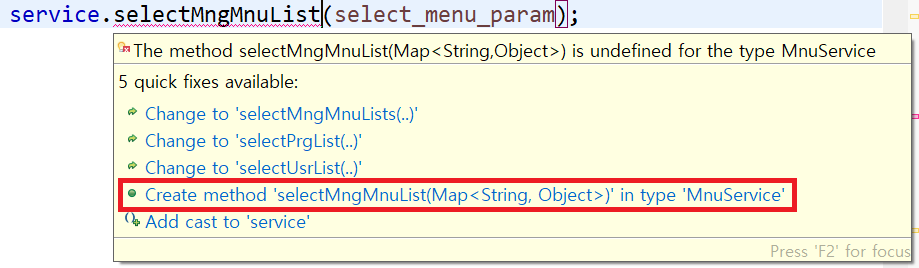 service.selectMngMnuList(select_menu_param);
The method selectMngMnuList(Map<String,Object>) is undefined for the type MnuService
5 quick fixes available:
Change to 'selectMngMnuLists(..)'
Change to 'selectPrgList(..)'
Change to 'selectUsrList(..)'
Create method 'selectMngMnuList(Map<String, Object>)' in type 'MnuService'
Add cast to 'service'
Press 'F2' for focus